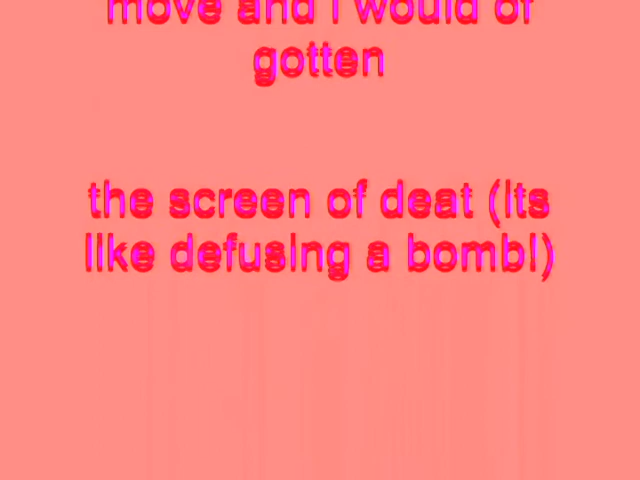 move and i would of
gotten
the screen of deat (its
like defusing a bomb!)